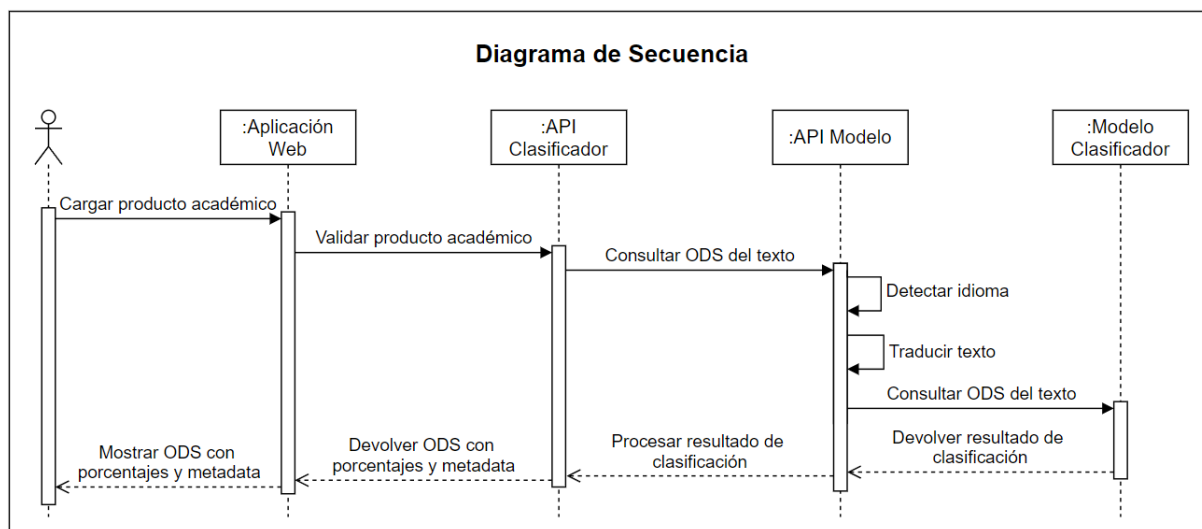 Diagrama de Secuencia
:Aplicación
Web
:API
Clasificador
:API Modelo
:Modelo
Clasificador
Cargar producto académico
Validar producto académico
Consultar ODS del texto
Detectar idioma
Traducir texto
Consultar ODS del texto
Devolver resultado de
clasificación
Procesar resultado de
clasificación
Devolver ODS con
porcentajes y metadata
Mostrar ODS con
porcentajes y metadata